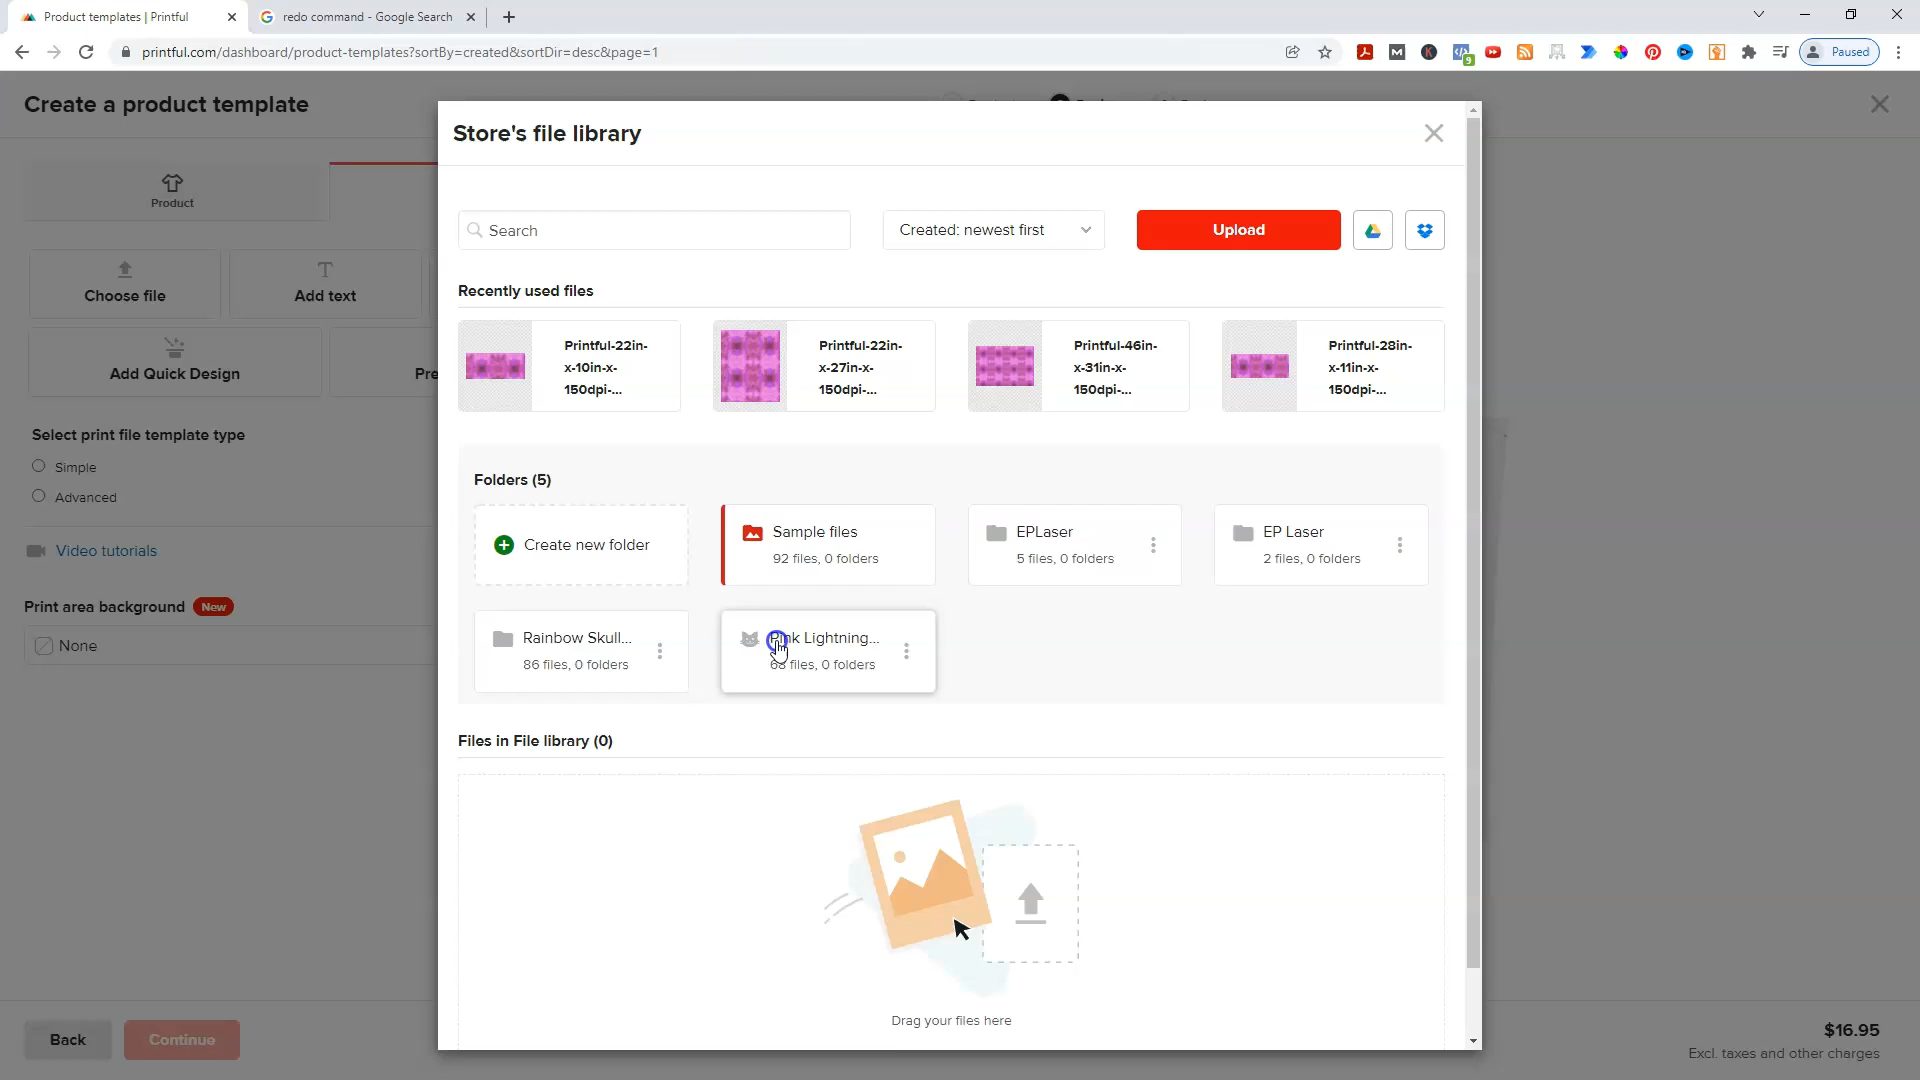 Product templates | Printful
redo command - Google Search
printful.com/dashboard/product-templates?sortBy=created&sortDir=desc&page=1
9
Paused
Create a product template
Product
Choose file
Add text
Add Quick Design
Pre
Select print file template type
Simple
Advanced
Video tutorials
Print area background New
None
Back
Continue
$16.95
Excl. taxes and other charges
Store's file library
Search
Created: newest first
Upload
Recently used files
Printful-22in-
x-10in-x-
150dpi-...
Printful-22in-
x-27in-x-
150dpi-...
Printful-46in-
x-31in-x-
150dpi-...
Printful-28in-
x-11in-x-
150dpi-...
Folders (5)
Create new folder
Sample files
92 files, 0 folders
EPLaser
5 files, 0 folders
EP Laser
2 files, 0 folders
Rainbow Skull...
86 files, 0 folders
Pink Lightning...
68 files, 0 folders
Files in File library (0)
Drag your files here